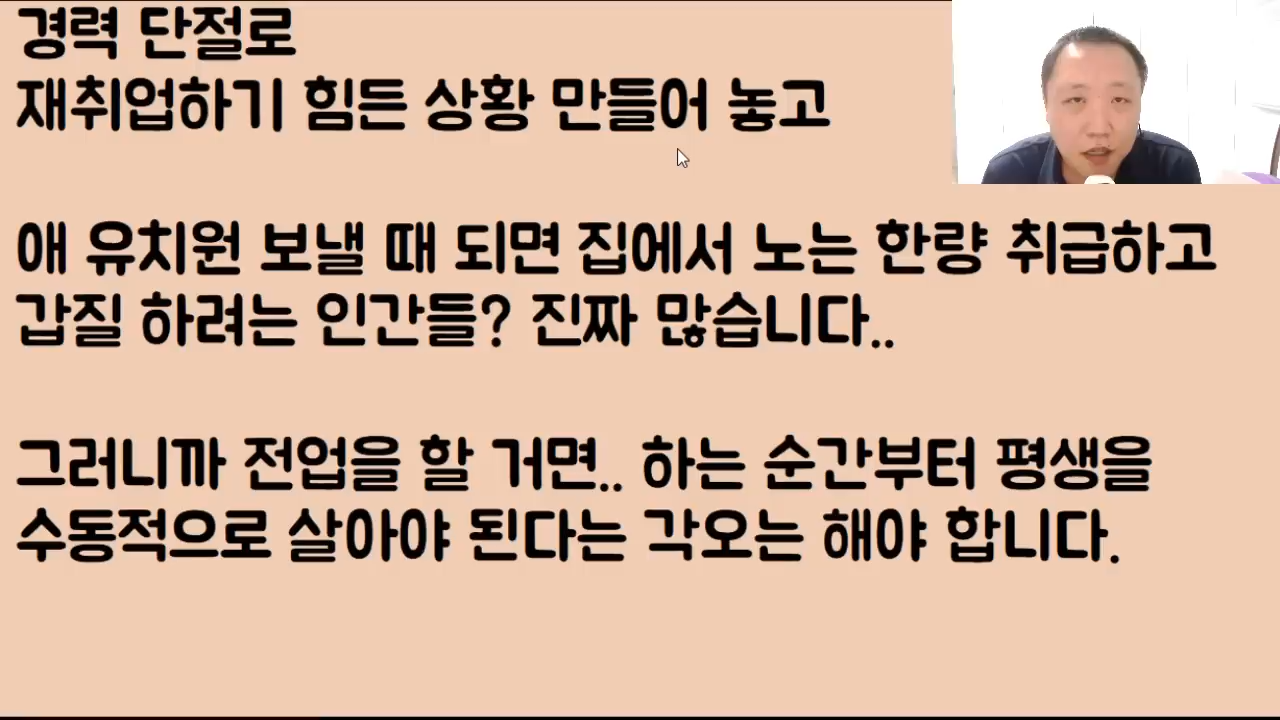 경력 단절로
재취업하기 힘든 상황 만들어 놓고
애 유치원 보낼 때 되면 집에서 노는 한량 취급하고
갑질 하려는 인간들? 진짜 많습니다..
그러니까 전업을 할 거면.. 하는 순간부터 평생을
수동적으로 살아야 된다는 각오는 해야 합니다.